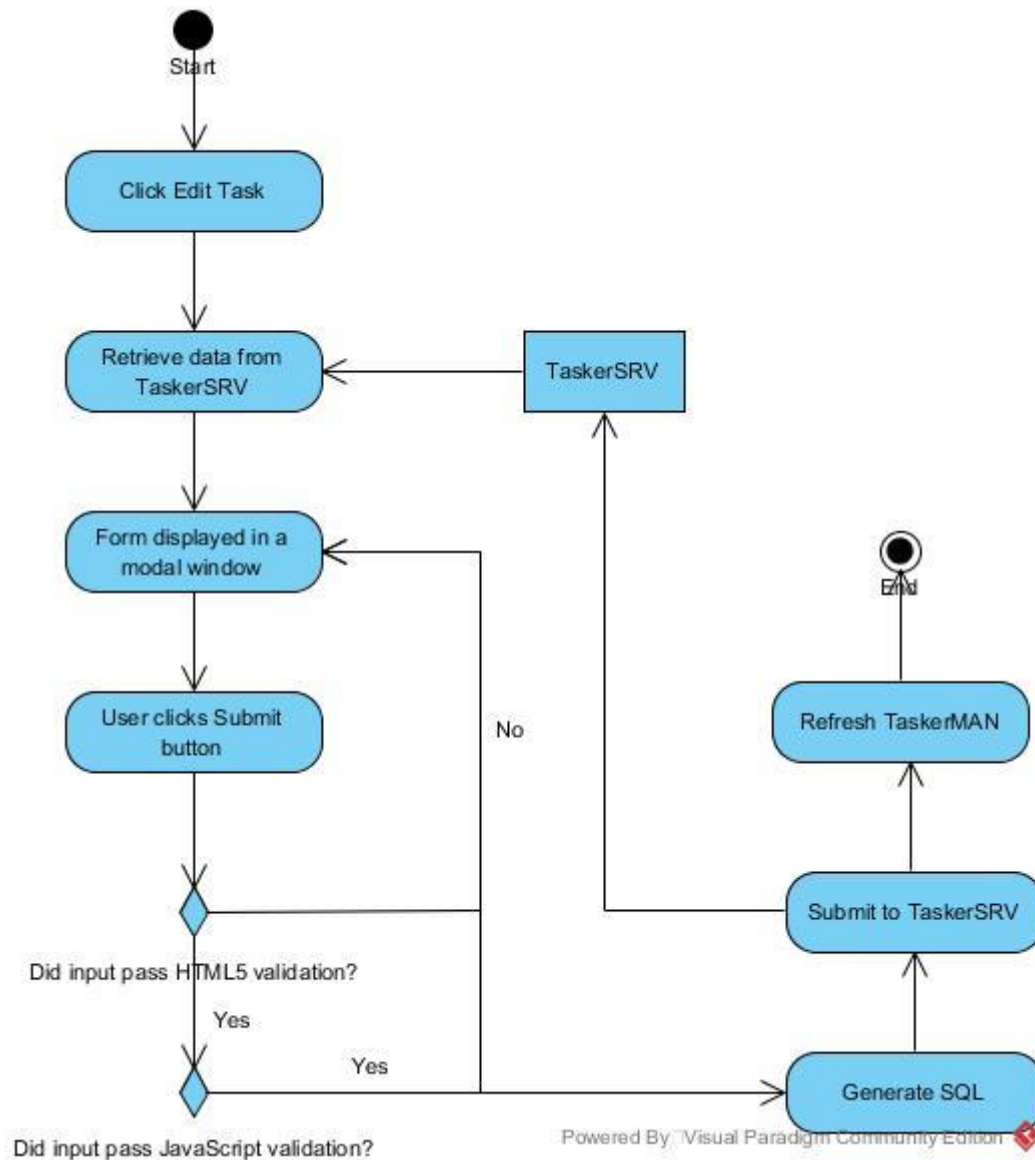 Start
Click Edit Task
Retrieve data from
TaskerSRV
TaskerSRV
Form displayed in a
modal window
End
User clicks Submit
button
No
Refresh TaskerMAN
Submit to TaskerSRV
Did input pass HTML5 validation?
Yes
Yes
Generate SQL
Did input pass JavaScript validation?
Powered By Visual Paradigm Community Edition